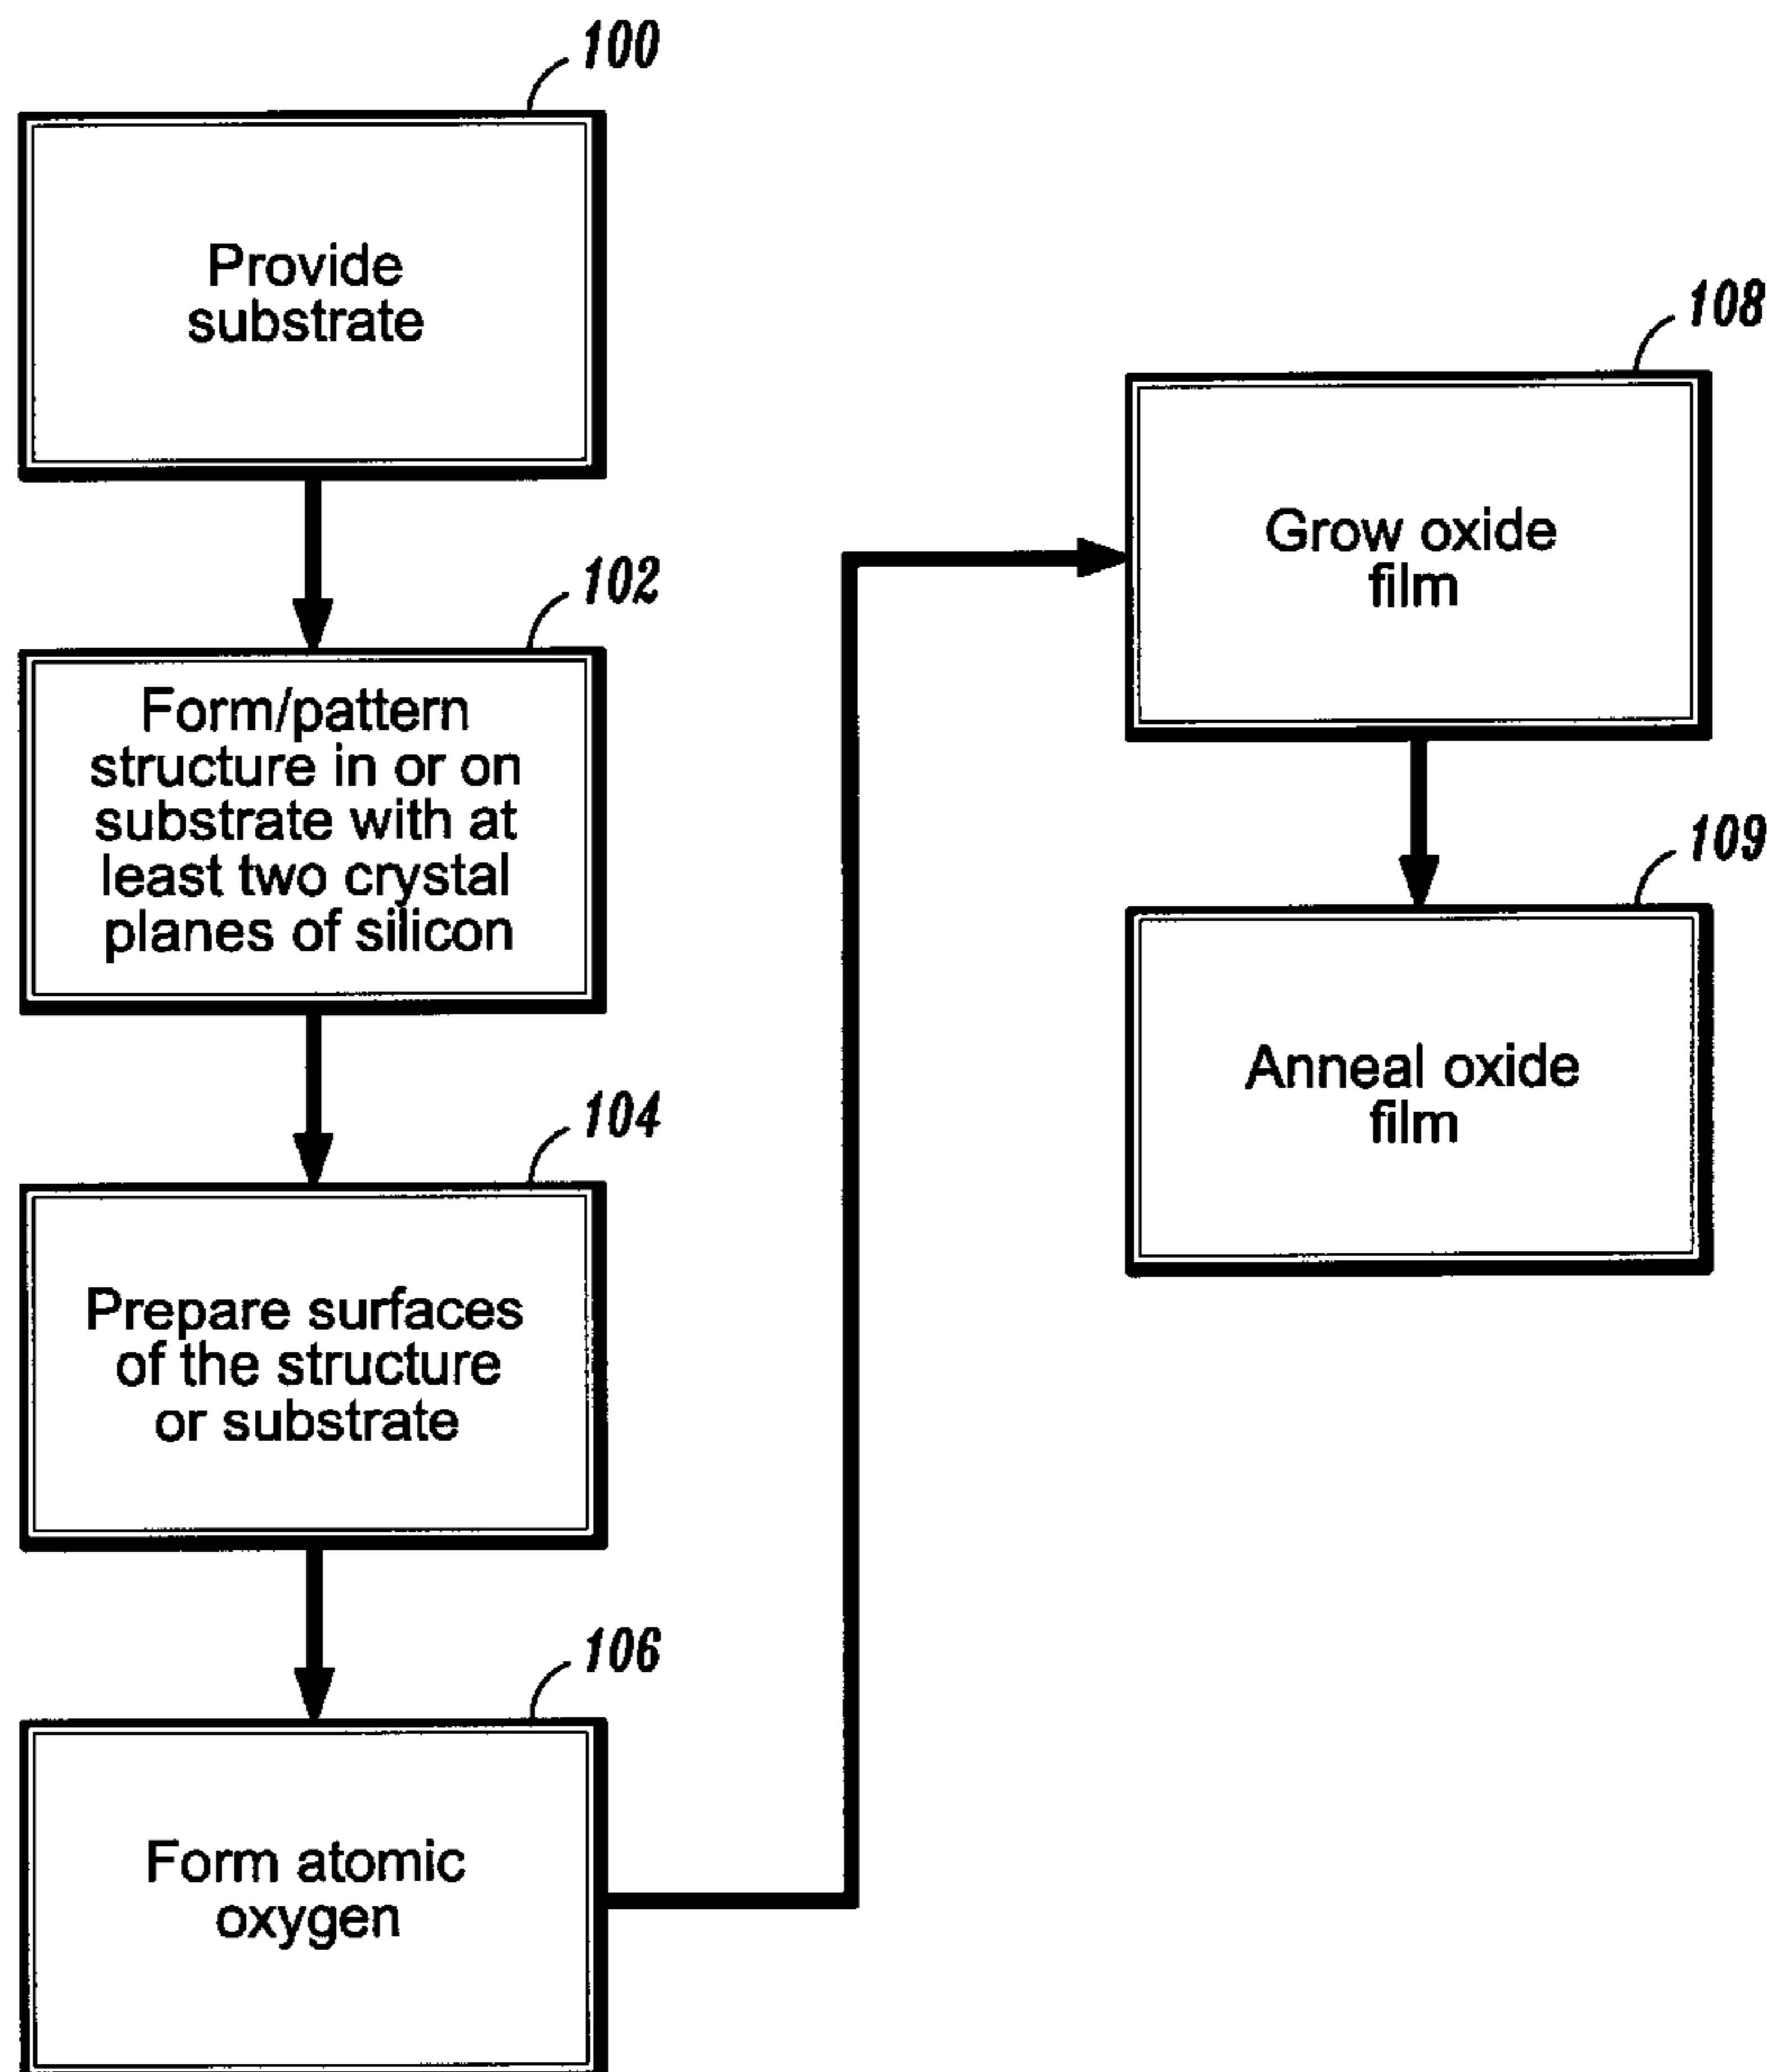 100
Provide
substrate
102
Form/pattern
structure in or on
substrate with at
least two crystal
planes of silicon
104
Prepare surfaces
of the structure
or substrate
106
Form atomic
oxygen
108
Grow oxide
film
109
Anneal oxide
film